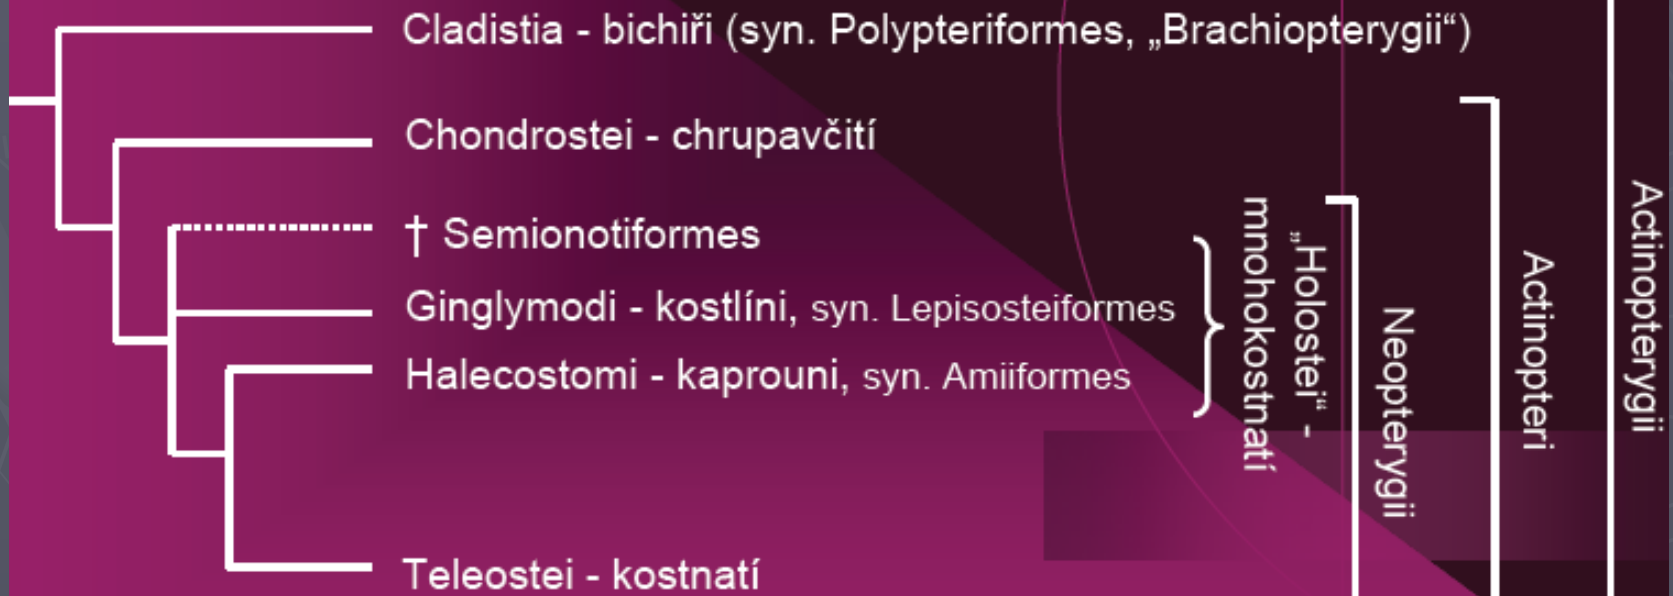 Cladistia - bichiři (syn. Polypteriformes, „Brachiopterygii“)
Chondrostei - chrupavčití
† Semionotiformes
Ginglymodi - kostlíni, syn. Lepisosteiformes
Halecostomi - kaprouni, syn. Amiiformes
Teleostei - kostnatí
„Holostei“ -
mnohokostnatí
Neopterygii
Actinopteri
Actinopterygii